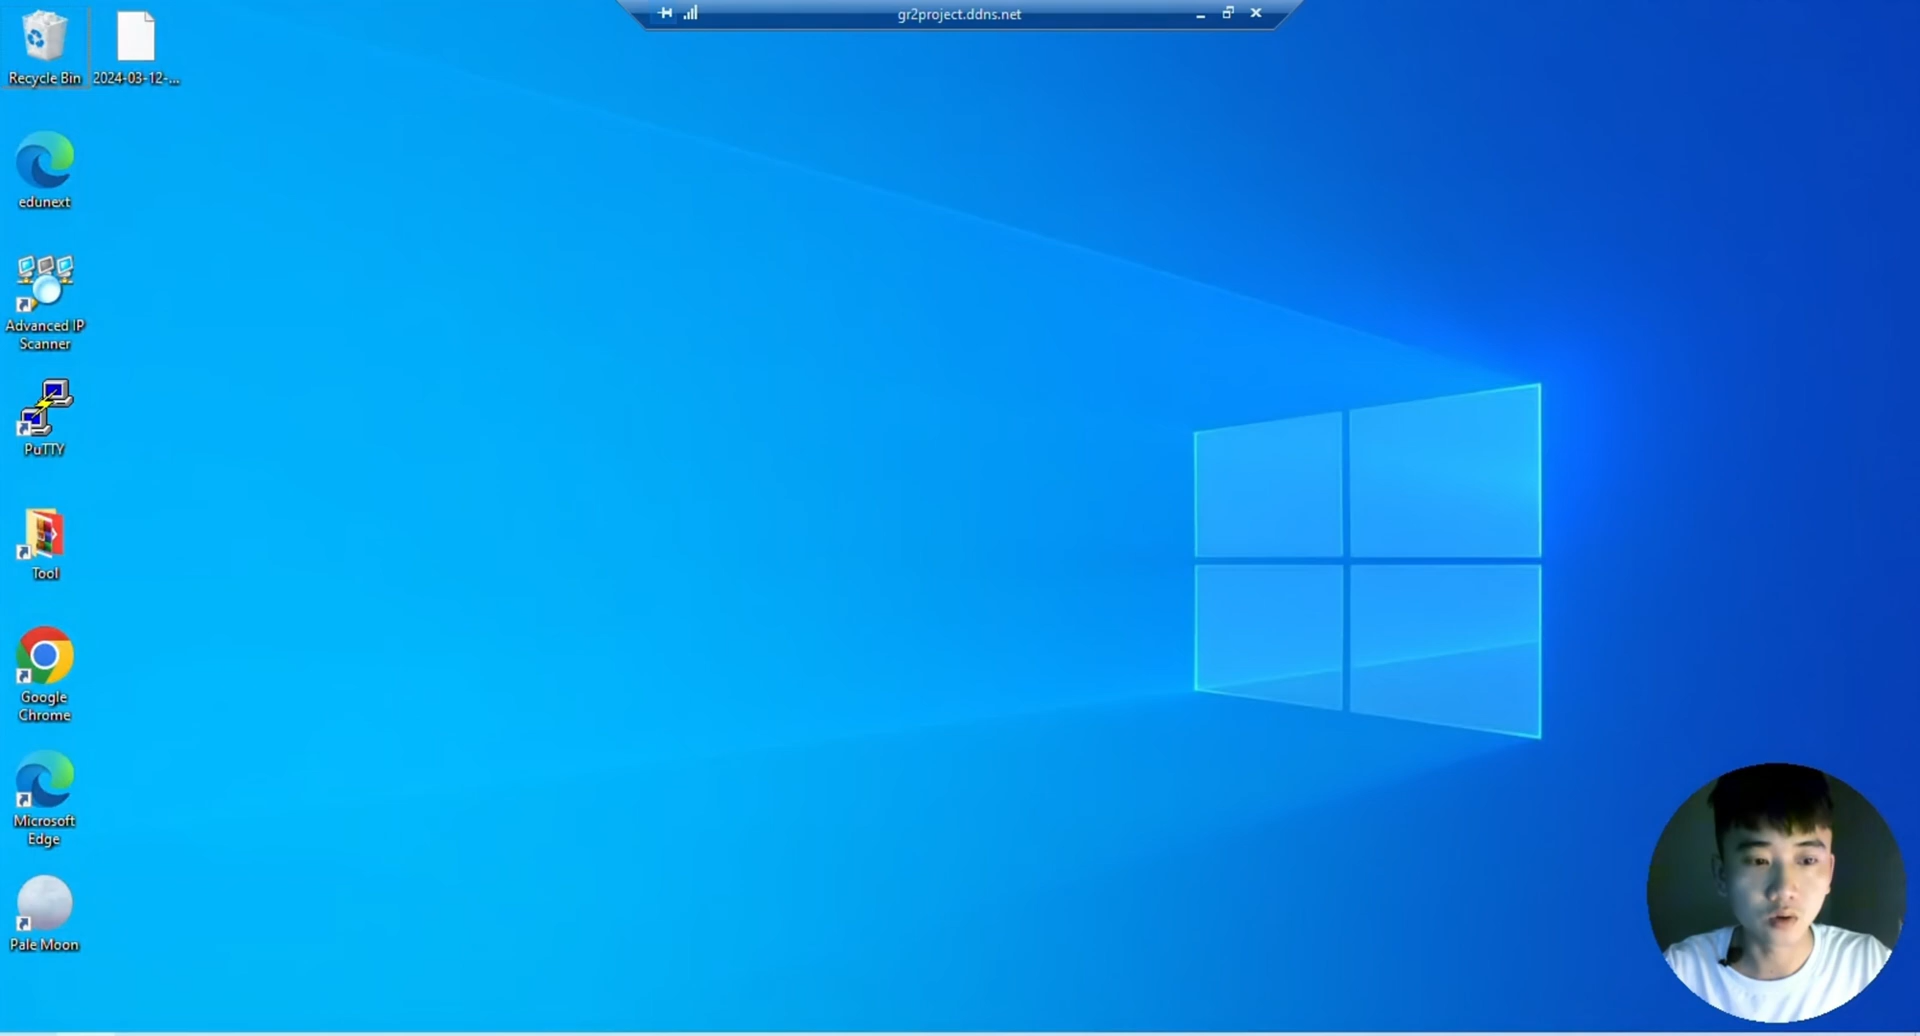 gr2project.ddns.net
Recycle Bin
2024-03-12-...
edunext
Advanced IP
Scanner
PuTTY
Tool
Google
Chrome
Microsoft
Edge
Pale Moon